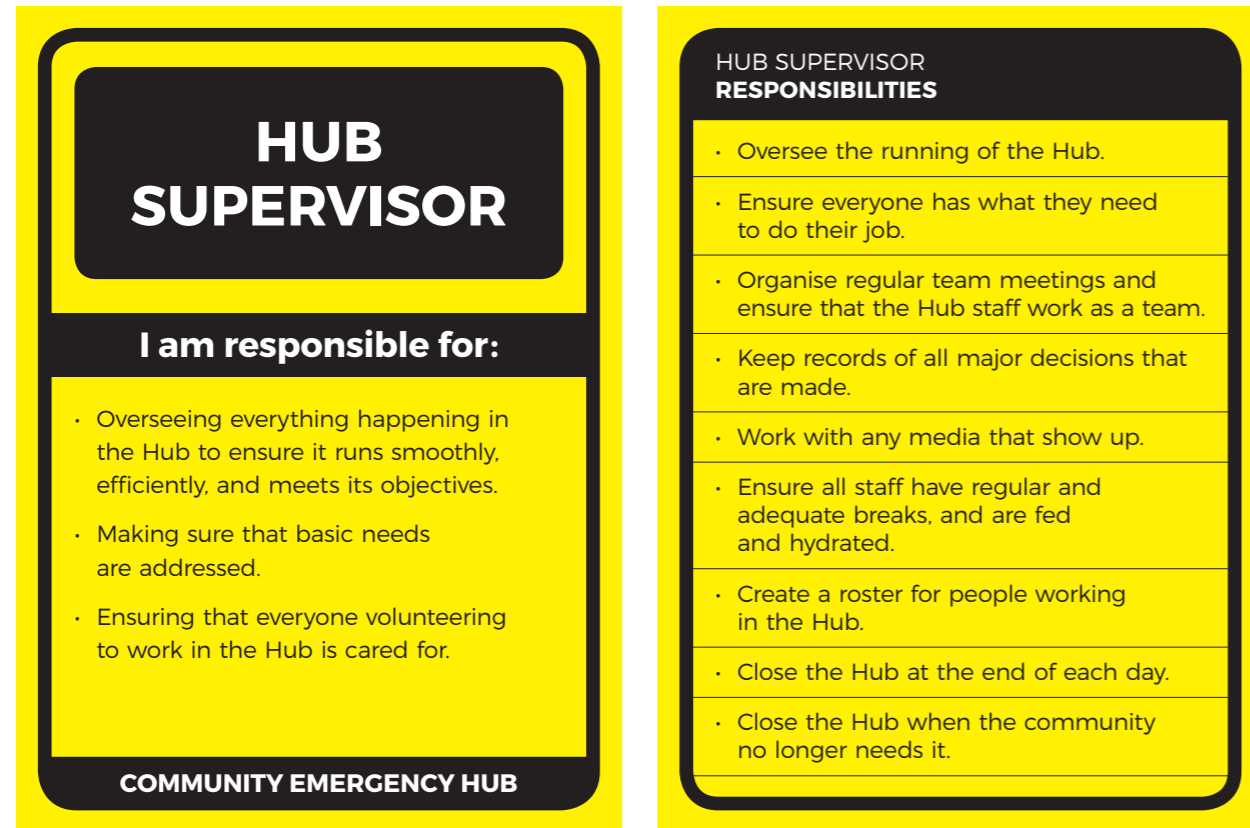 HUB
SUPERVISOR
I am responsible for:
• Overseeing everything happening in
the Hub to ensure it runs smoothly,
efficiently, and meets its objectives.
• Making sure that basic needs
are addressed.
• Ensuring that everyone volunteering
to work in the Hub is cared for.
COMMUNITY EMERGENCY HUB
HUB SUPERVISOR
RESPONSIBILITIES
• Oversee the running of the Hub.
• Ensure everyone has what they need
to do their job.
• Organise regular team meetings and
ensure that the Hub staff work as a team.
• Keep records of all major decisions that
are made.
• Work with any media that show up.
• Ensure all staff have regular and
adequate breaks, and are fed
and hydrated.
• Create a roster for people working
in the Hub.
• Close the Hub at the end of each day.
• Close the Hub when the community
no longer needs it.